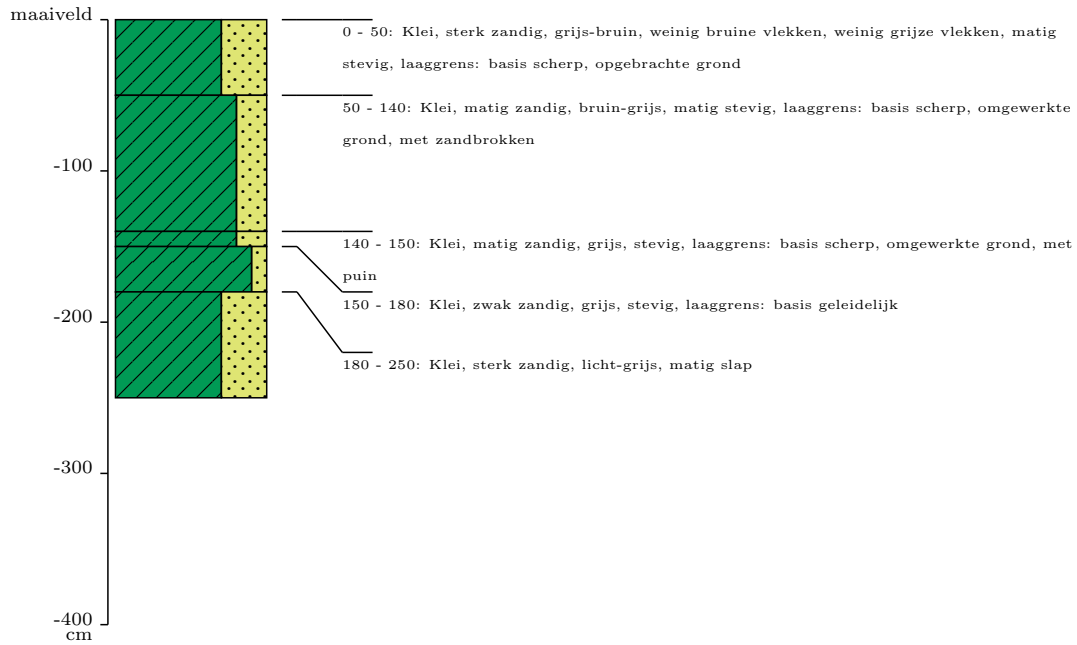 maaiveld
0 - 50: Klei, sterk zandig, grijs-bruin, weinig bruine vlekken, weinig grijze vlekken, matig
stevig, laaggrens: basis scherp, opgebrachte grond
50 - 140: Klei, matig zandig, bruin-grijs, matig stevig, laaggrens: basis scherp, omgewerkte
grond, met zandbrokken
-100
140 - 150: Klei, matig zandig, grijs, stevig, laaggrens: basis scherp, omgewerkte grond, met
puin
150 - 180: Klei, zwak zandig, grijs, stevig, laaggrens: basis geleidelijk
-200
180 - 250: Klei, sterk zandig, licht-grijs, matig slap
-300
-400
cm